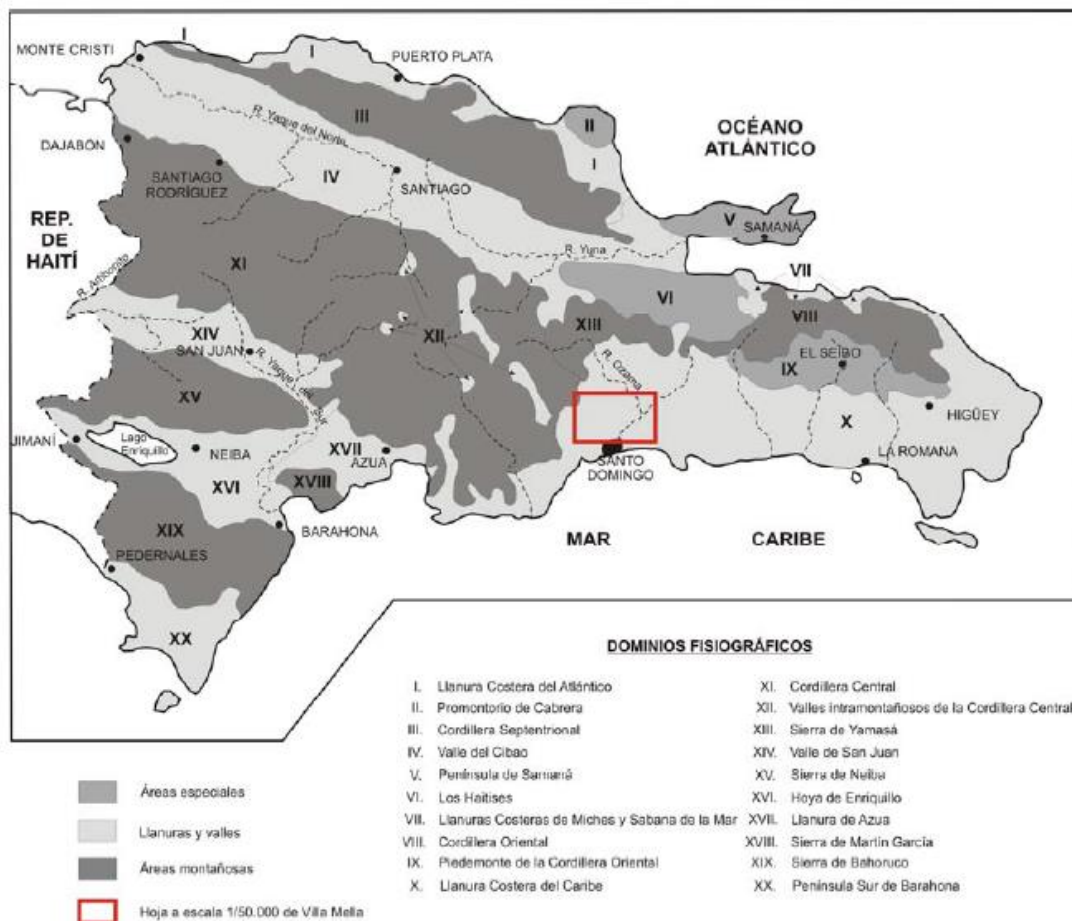 I
I
MONTE CRISTI
PUERTO PLATA
III
II
OCÉANO
ATLÁNTICO
R. Yaque del Norte
DAJABÓN
I
SANTIAGO
RODRÍGUEZ
IV
SANTIAGO
REP.
DE
HAITÍ
V
SAMANÁ
R. Yuna
XI
VII
R. Artibonito
VI
VIII
XIV
XII
XIII
SAN JUAN
EL SEÍBO
IX
R. Ozama
R. Yaque del Sur
XV
X
HIGÜEY
JIMANÍ
Lago
Enriquillo
NEIBA
XVII
AZUA
SANTO
DOMINGO
LA ROMANA
XVI
XVIII
BARAHONA
XIX
MAR CARIBE
PEDERNALES
XX
DOMINIOS FISIOGRÁFICOS
I. Llanura Costera del Atlántico
II. Promontorio de Cabrera
III. Cordillera Septentrional
IV. Valle del Cibao
V. Península de Samaná
VI. Los Haitises
VII. Llanuras Costeras de Miches y Sabana de la Mar
VIII. Cordillera Oriental
IX. Piedemonte de la Cordillera Oriental
X. Llanura Costera del Caribe
XI. Cordillera Central
XII. Valles intramontañosos de la Cordillera Central
XIII. Sierra de Yamasá
XIV. Valle de San Juan
XV. Sierra de Neiba
XVI. Hoya de Enriquillo
XVII. Llanura de Azua
XVIII. Sierra de Martín García
XIX. Sierra de Bahoruco
XX. Península Sur de Barahona
Áreas especiales
Llanuras y valles
Áreas montañosas
Hoja a escala 1/50.000 de Villa Mella